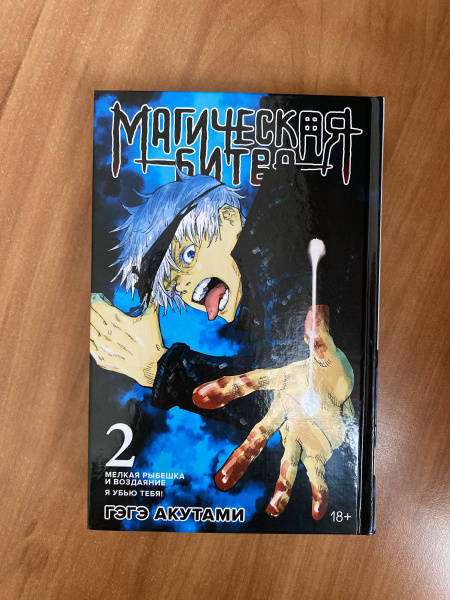 МАГИЧЕСКАЯ
БИТВА
2
МЕЛКАЯ РЫБЕШКА
И ВОЗДАЯНИЕ
Я УБЬЮ ТЕБЯ!
ГЭГЭ АКУТАМИ
18+